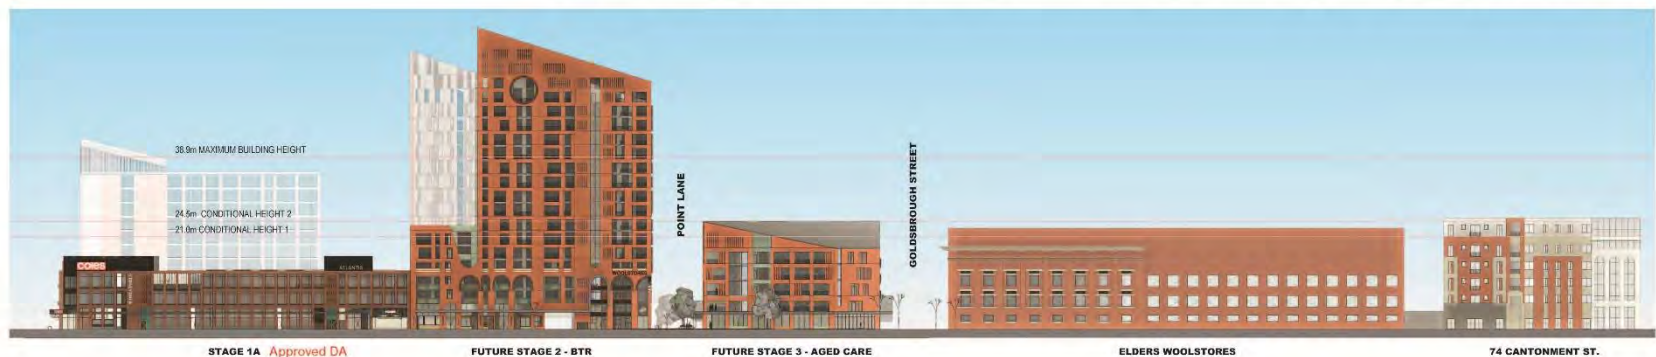 38.9m MAXIMUM BUILDING HEIGHT
24.5m CONDITIONAL HEIGHT 2
21.0m CONDITIONAL HEIGHT 1
coles
ATLANTIS
WOOLSTORES
POINT LANE
GOLDSBROUGH STREET
STAGE 1A Approved DA
FUTURE STAGE 2 - BTR
FUTURE STAGE 3 - AGED CARE
ELDERS WOOLSTORES
74 CANTONMENT ST.